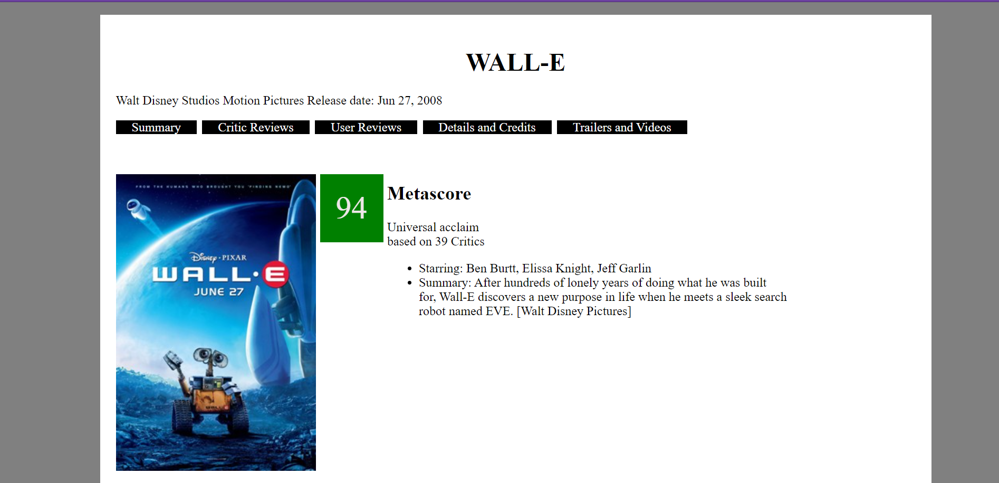 WALL-E
Walt Disney Studios Motion Pictures Release date: Jun 27, 2008
Summary
Critic Reviews
User Reviews
Details and Credits
Trailers and Videos
FROM THE HUMANS WHO BROUGHT YOU "FINDING NEMO"
DISNEY · PIXAR
WALL·E
JUNE 27
WALL·E
94
Metascore
Universal acclaim
based on 39 Critics
Starring: Ben Burtt, Elissa Knight, Jeff Garlin
Summary: After hundreds of lonely years of doing what he was built
for, Wall-E discovers a new purpose in life when he meets a sleek search
robot named EVE. [Walt Disney Pictures]